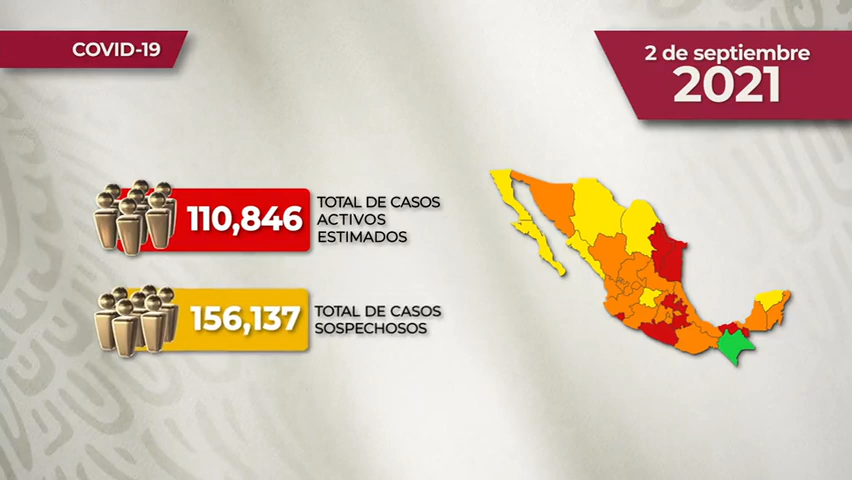 COVID-19
2 de septiembre
2021
110,846
TOTAL DE CASOS
ACTIVOS
ESTIMADOS
156,137
TOTAL DE CASOS
SOSPECHOSOS